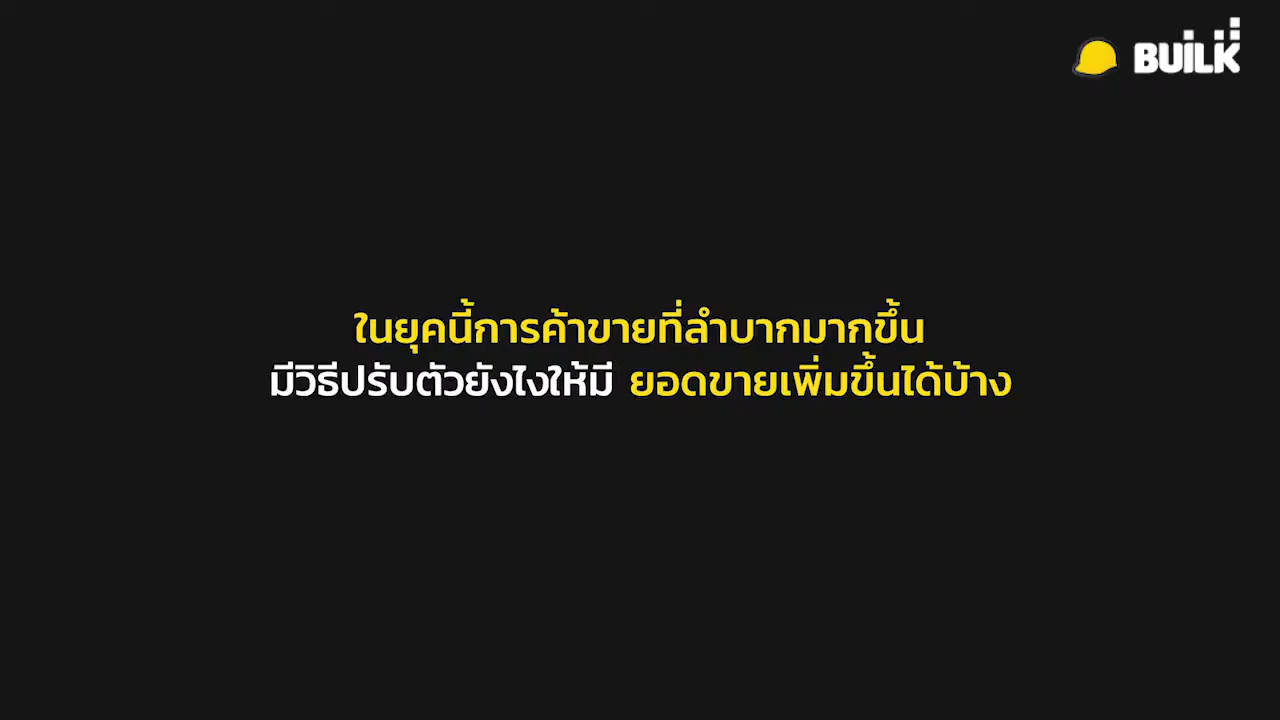 BUILK
ในยุคนี้การค้าขายที่ลำบากมากขึ้น
มีวิธีปรับตัวยังไงให้มี ยอดขายเพิ่มขึ้นได้บ้าง